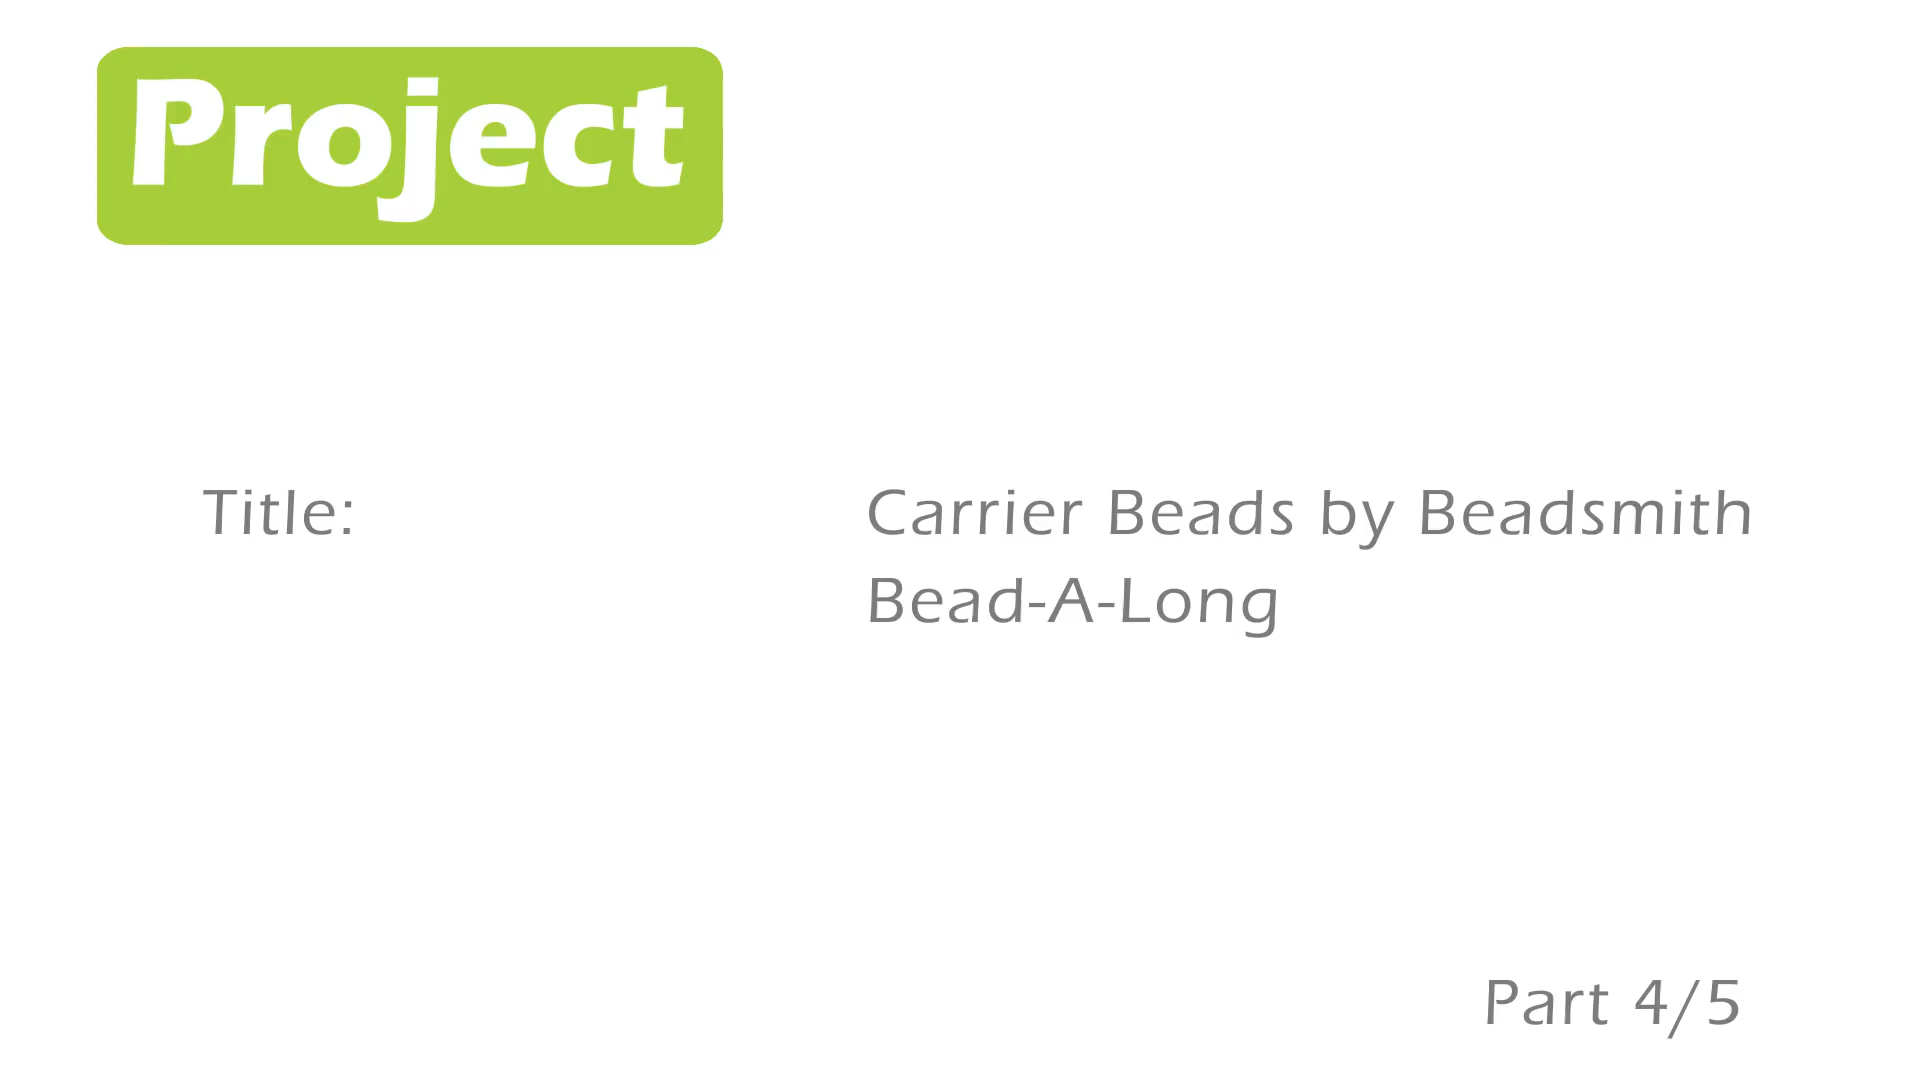 Project
Title:
Carrier Beads by Beadsmith
Bead-A-Long
Part 4/5